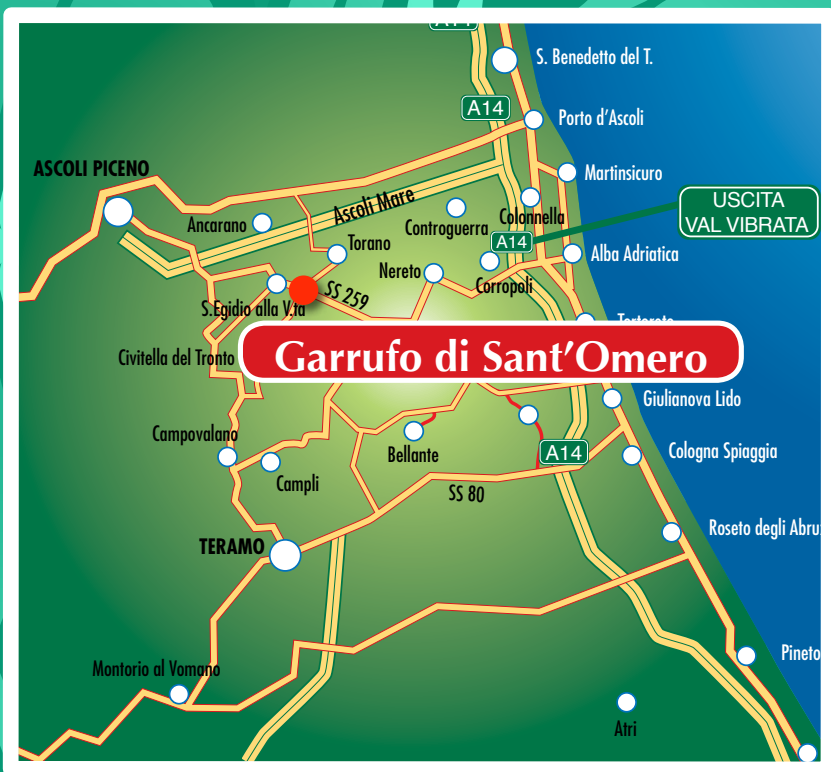 A14
S. Benedetto del T.
A14
Porto d'Ascoli
ASCOLI PICENO
Martinsicuro
Ascoli Mare
USCITA
VAL VIBRATA
Ancarano
Controguerra
Colonnella
Torano
A14
Alba Adriatica
Nereto
Corropoli
S.Egidio alla V.ta
SS 259
Tortoreto
Civitella del Tronto
Garrufo di Sant'Omero
Giulianova Lido
Campovalano
Bellante
A14
Cologna Spiaggia
Campli
SS 80
Roseto degli Abru
TERAMO
Montorio al Vomano
Pineto
Atri